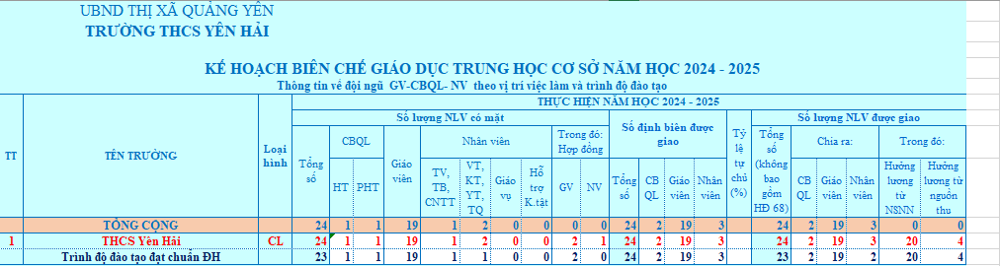 UBND THỊ XÃ QUẢNG YÊN
TRƯỜNG THCS YÊN HẢI
KẾ HOẠCH BIÊN CHẾ GIÁO DỤC TRUNG HỌC CƠ SỞ NĂM HỌC 2024 - 2025
Thông tin về đội ngũ GV-CBQL- NV theo vị trí việc làm và trình độ đào tạo
TT TÊN TRƯỜNG Loại hình THỰC HIỆN NĂM HỌC 2024 - 2025
Số lượng NLV có mặt Số định biên được giao Tỷ lệ tự chủ (%) Số lượng NLV được giao
Tổng số CBQL Giáo viên Nhân viên Trong đó: Hợp đồng Tổng số (không bao gồm HĐ 68) Chia ra: Trong đó:
HT PHT TV, TB, CNTT VT, KT, YT, TQ Giáo vụ Hỗ trợ K.tật GV NV Tổng số CB QL Giáo viên Nhân viên CB QL Giáo viên Nhân viên Hưởng lương từ NSNN Hưởng lương từ nguồn thu
TỔNG CỘNG 24 1 1 19 1 2 0 0 0 0 24 2 19 3 24 2 19 3 0 0
1 THCS Yên Hải CL 24 1 1 19 1 2 0 0 2 1 24 2 19 3 24 2 19 3 20 4
Trình độ đào tạo đạt chuẩn ĐH 23 1 1 19 1 1 0 0 2 0 24 2 19 3 23 2 19 2 20 4